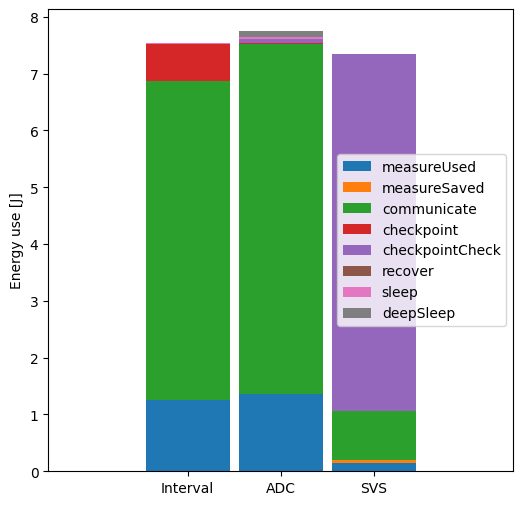 8
7
6
5
4
3
2
1
0
Energy use [J]
Interval
ADC
SVS
measureUsed
measureSaved
communicate
checkpoint
checkpointCheck
recover
sleep
deepSleep